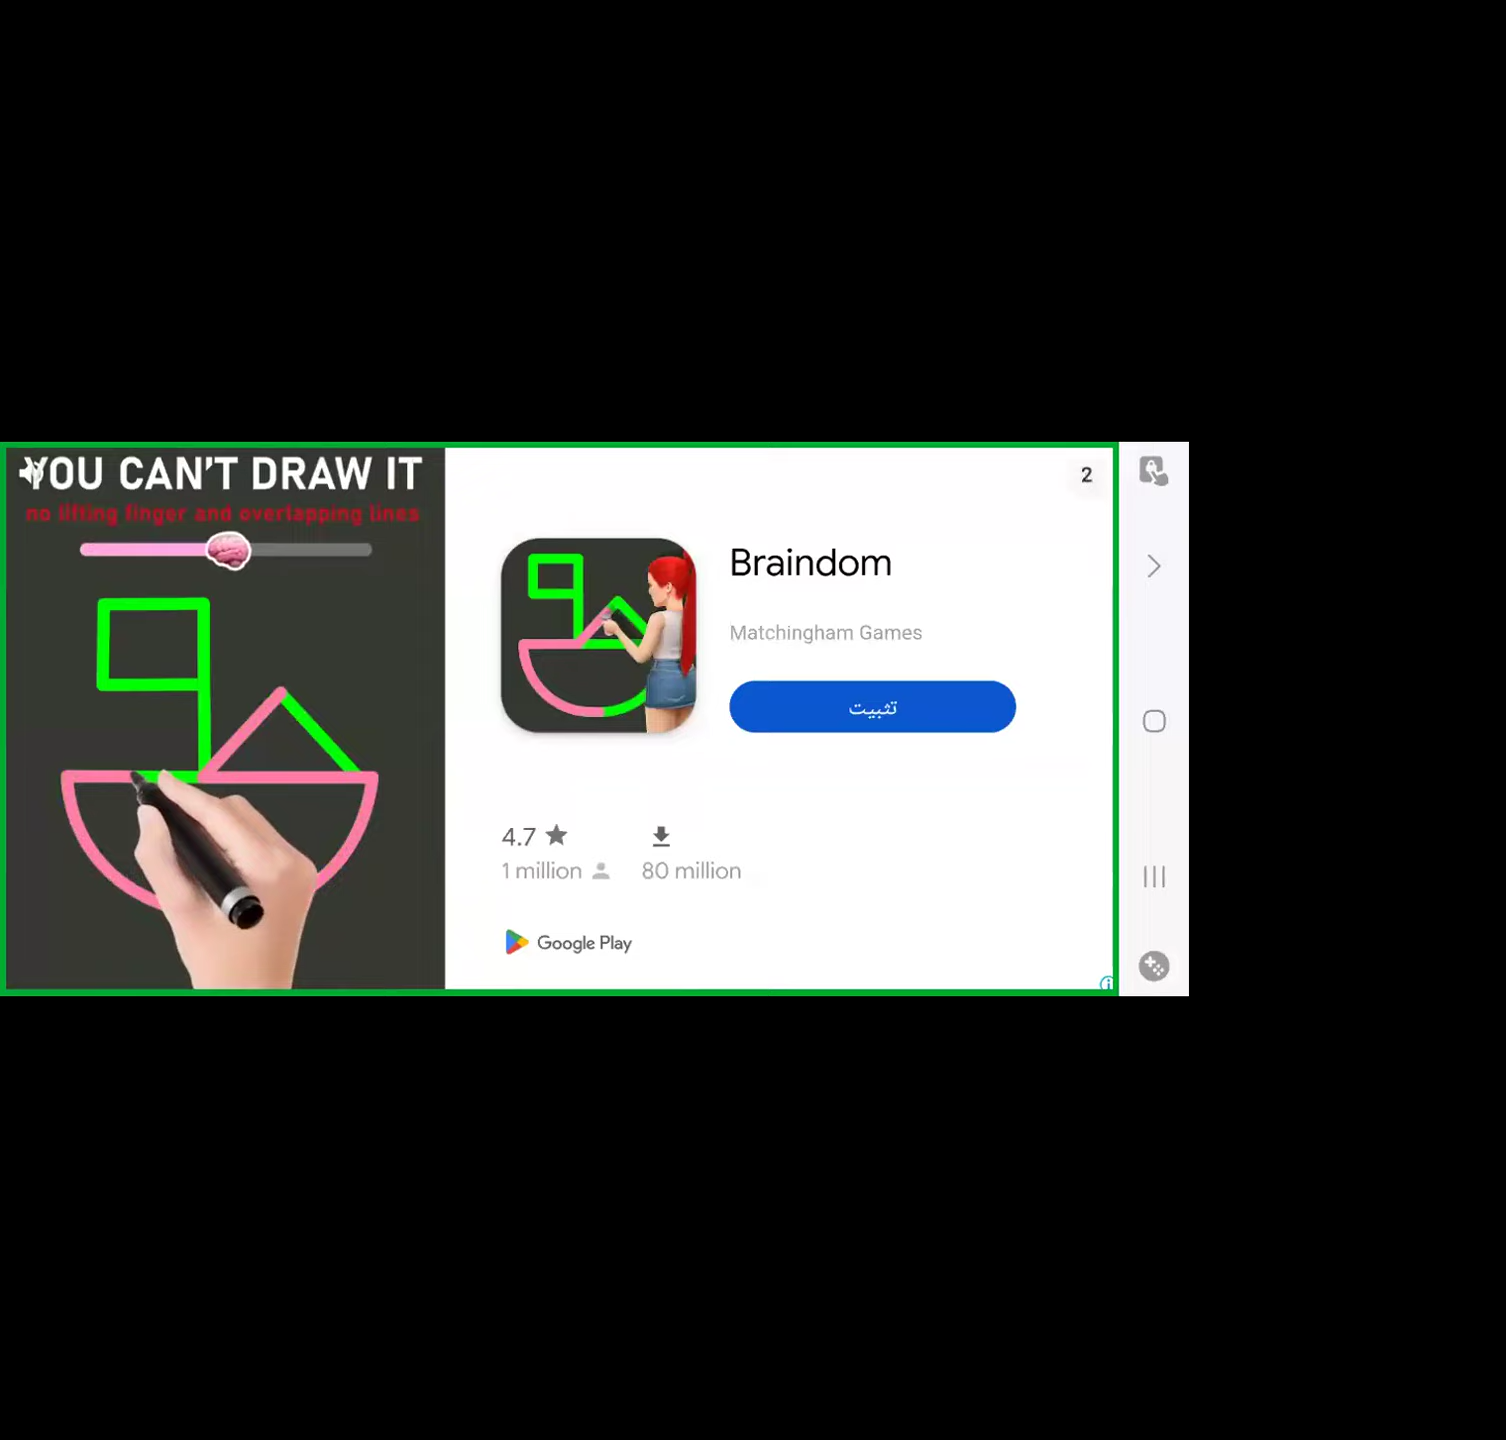 YOU CAN'T DRAW IT
no lifting finger and overlapping lines
2
Braindom
Matchingham Games
تثبيت
4.7
1 million
80 million
Google Play